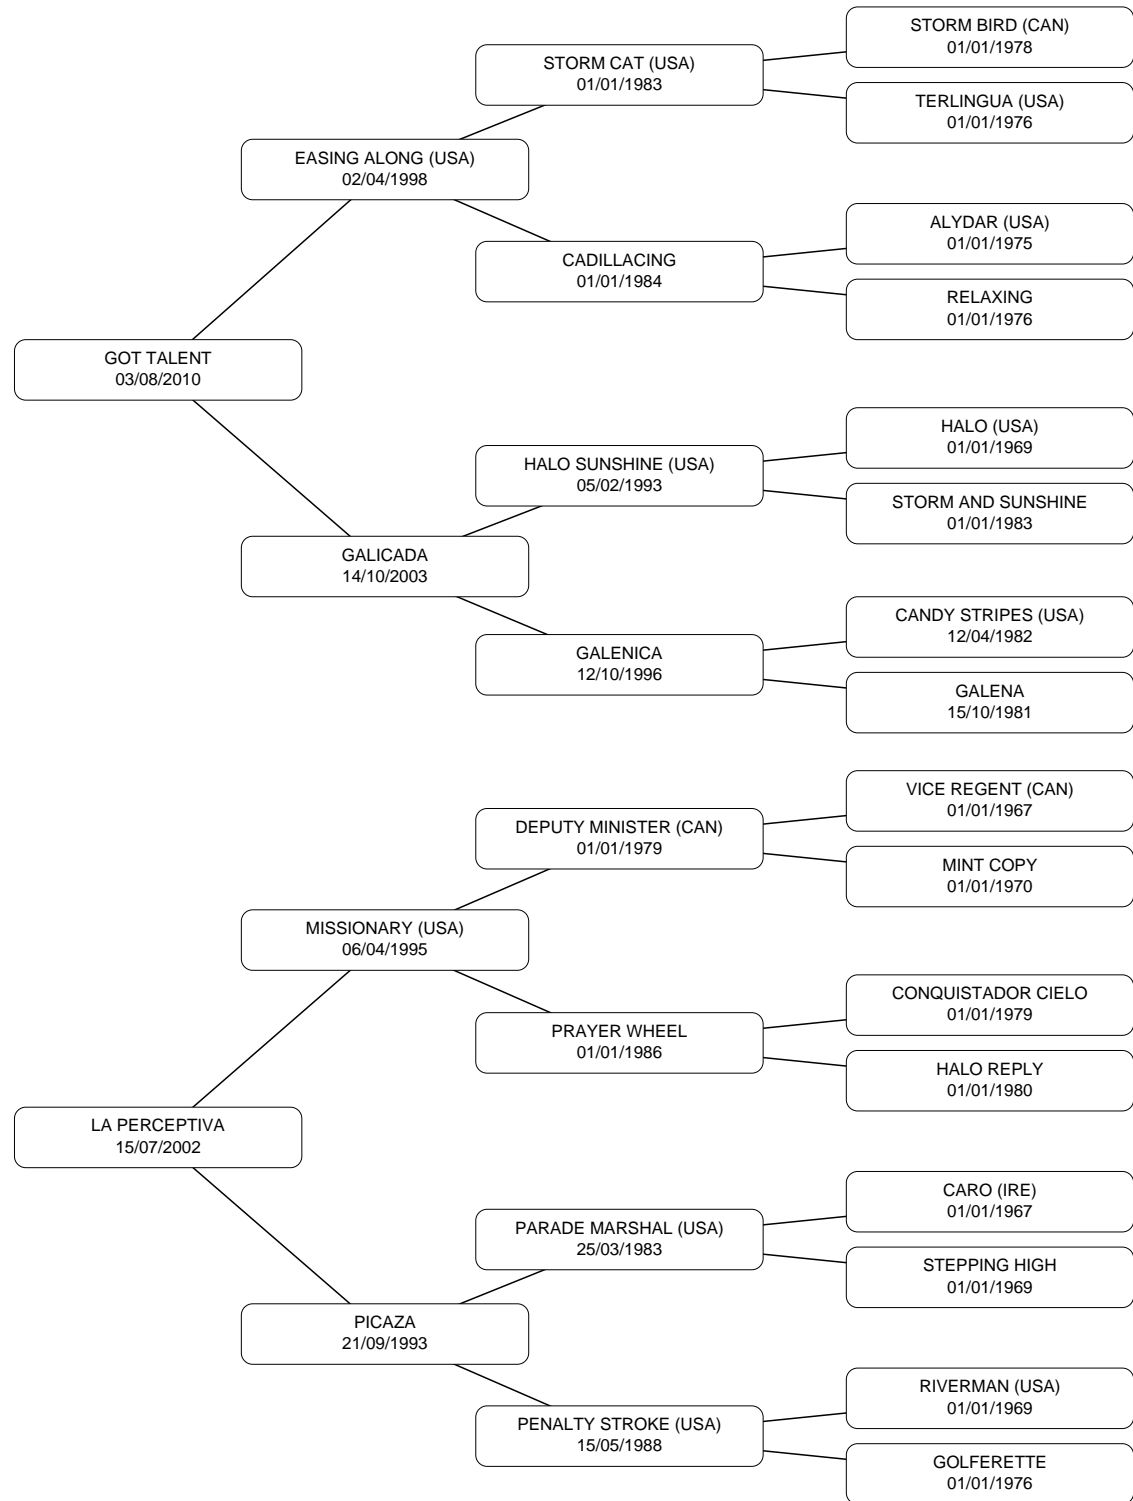 STORM BIRD (CAN)
01/01/1978
STORM CAT (USA)
01/01/1983
TERLINGUA (USA)
01/01/1976
EASING ALONG (USA)
02/04/1998
ALYDAR (USA)
01/01/1975
CADILLACING
01/01/1984
RELAXING
01/01/1976
GOT TALENT
03/08/2010
HALO (USA)
01/01/1969
HALO SUNSHINE (USA)
05/02/1993
STORM AND SUNSHINE
01/01/1983
GALICADA
14/10/2003
CANDY STRIPES (USA)
12/04/1982
GALENICA
12/10/1996
GALENA
15/10/1981
VICE REGENT (CAN)
01/01/1967
DEPUTY MINISTER (CAN)
01/01/1979
MINT COPY
01/01/1970
MISSIONARY (USA)
06/04/1995
CONQUISTADOR CIELO
01/01/1979
PRAYER WHEEL
01/01/1986
HALO REPLY
01/01/1980
LA PERCEPTIVA
15/07/2002
CARO (IRE)
01/01/1967
PARADE MARSHAL (USA)
25/03/1983
STEPPING HIGH
01/01/1969
PICAZA
21/09/1993
RIVERMAN (USA)
01/01/1969
PENALTY STROKE (USA)
15/05/1988
GOLFERETTE
01/01/1976